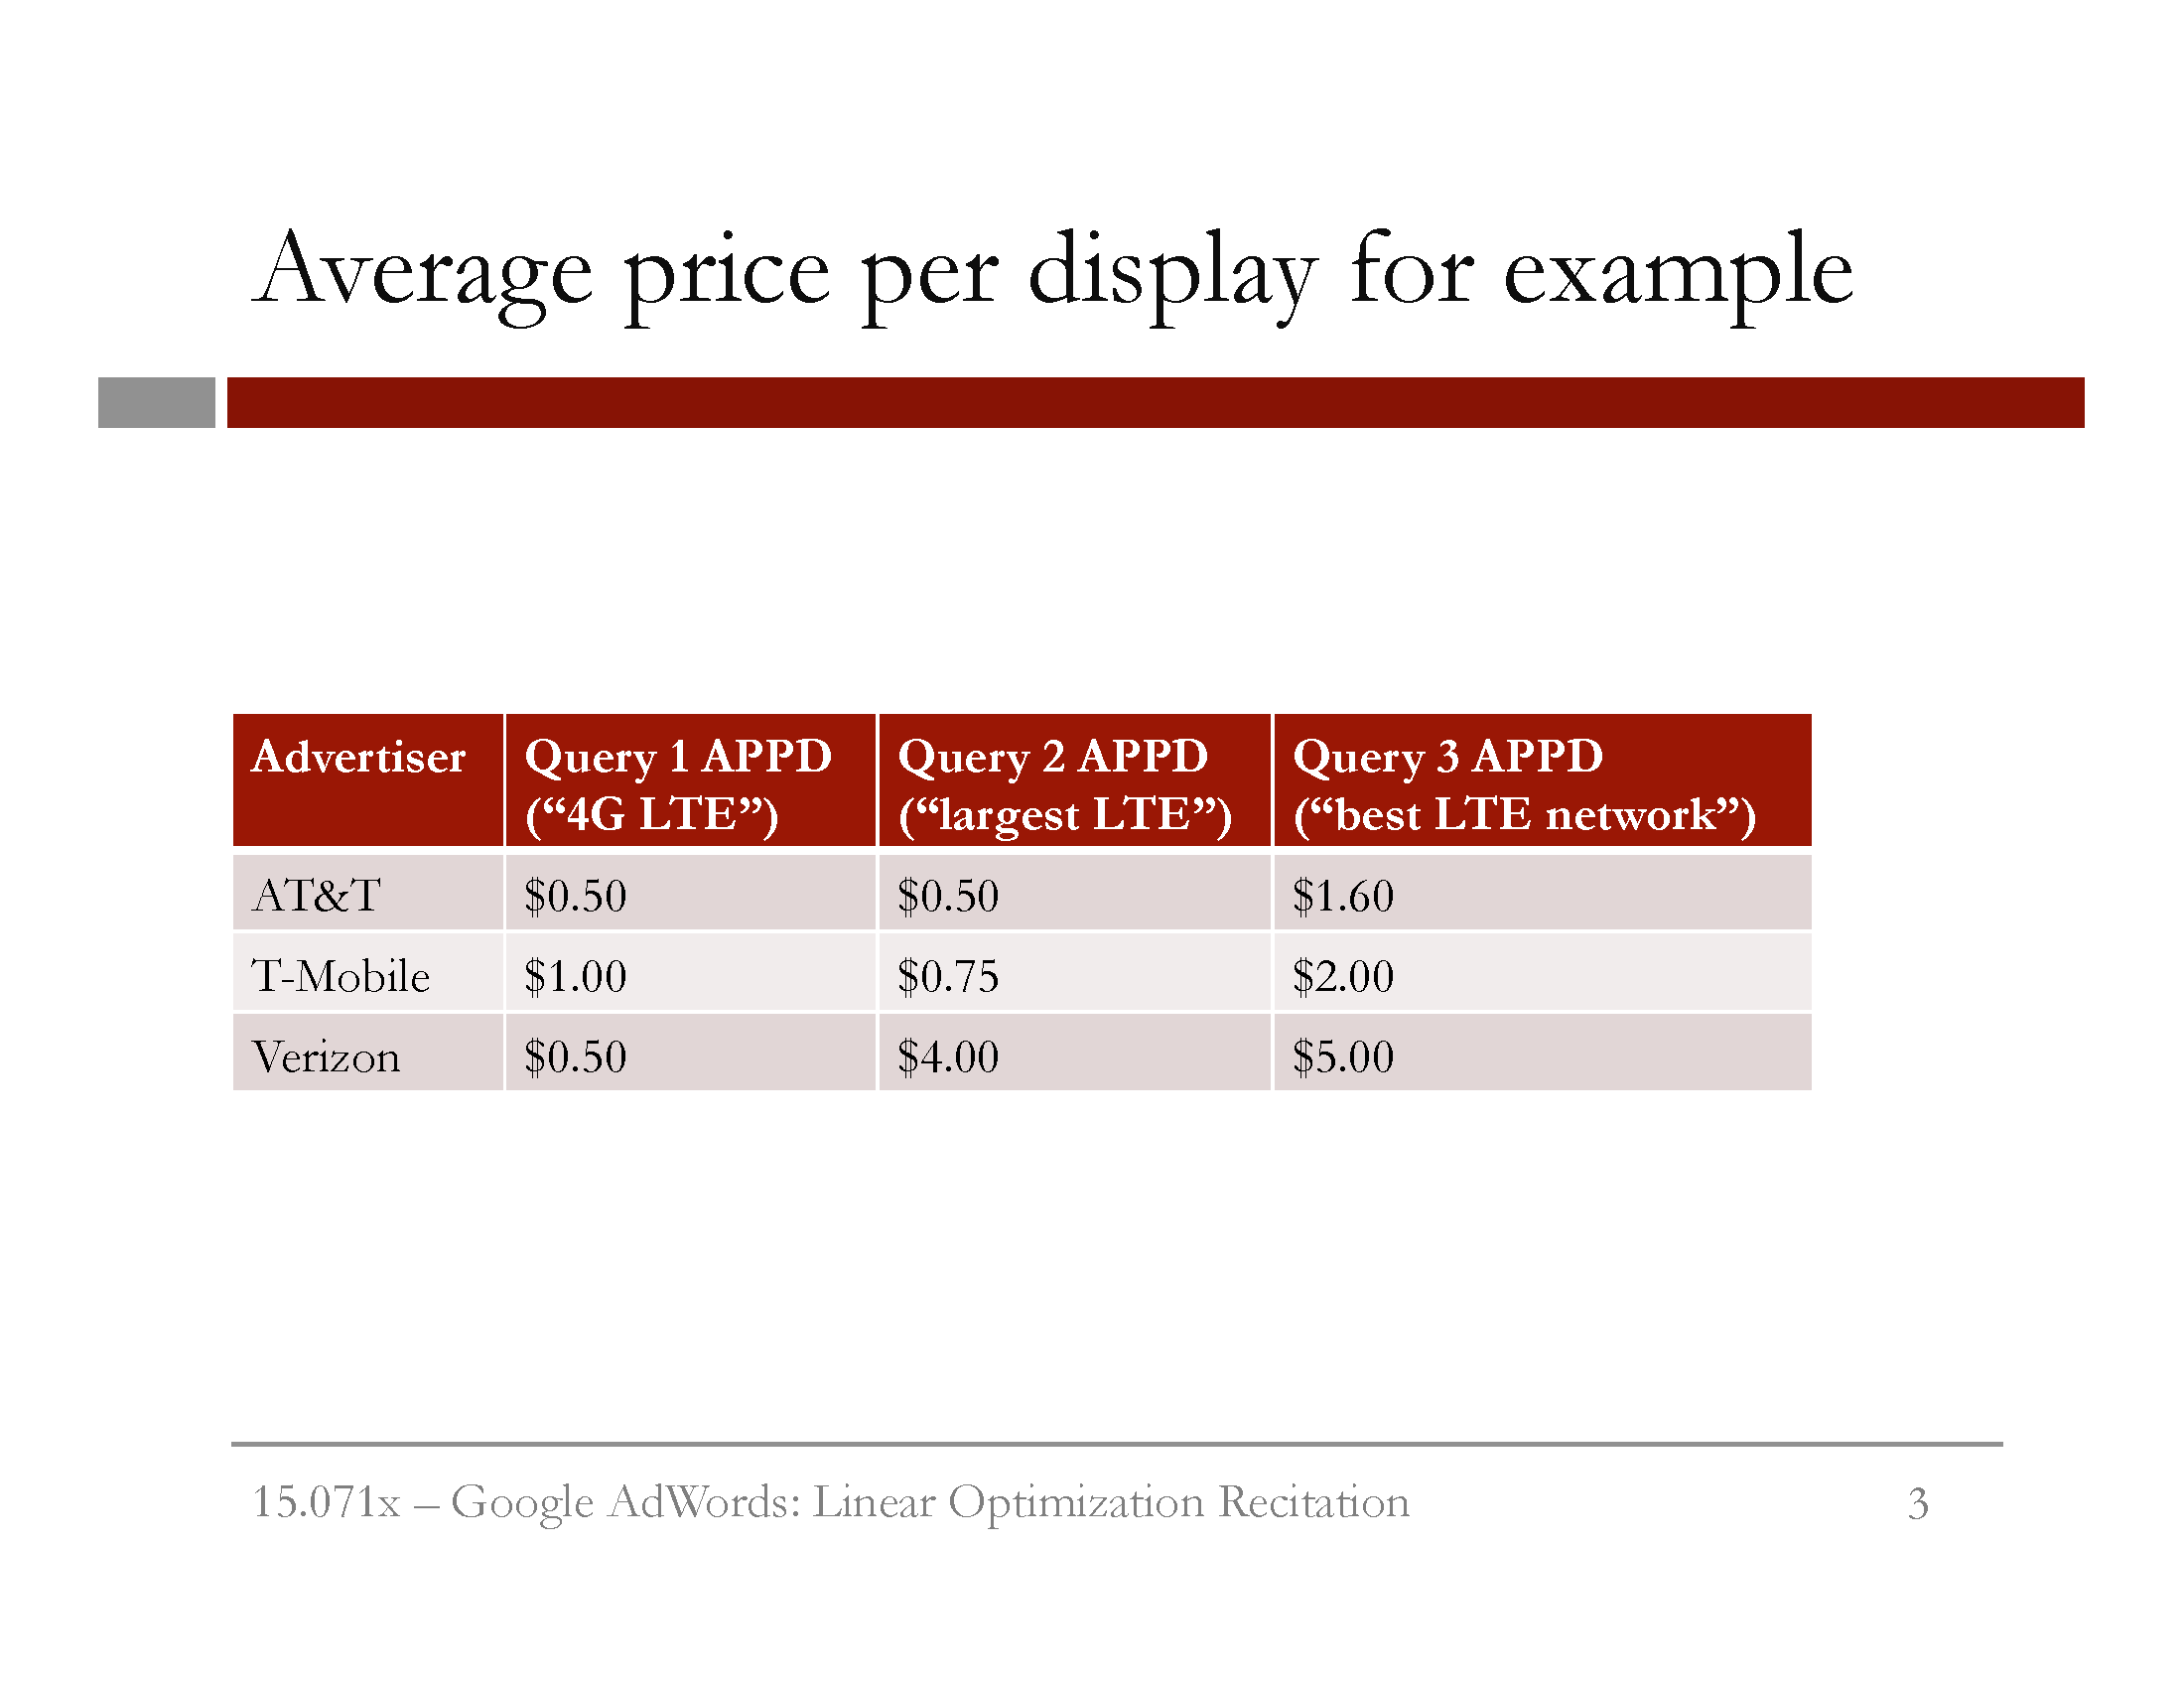 Average price per display for example
Advertiser Query 1 APPD Query 2 APPD Query 3 APPD
(“4G LTE”) (“largest LTE”) (“best LTE network”)
AT&T $0.50 $0.50 $1.60
T-Mobile $1.00 $0.75 $2.00
Verizon $0.50 $4.00 $5.00
15.071x – Google AdWords: Linear Optimization Recitation 3